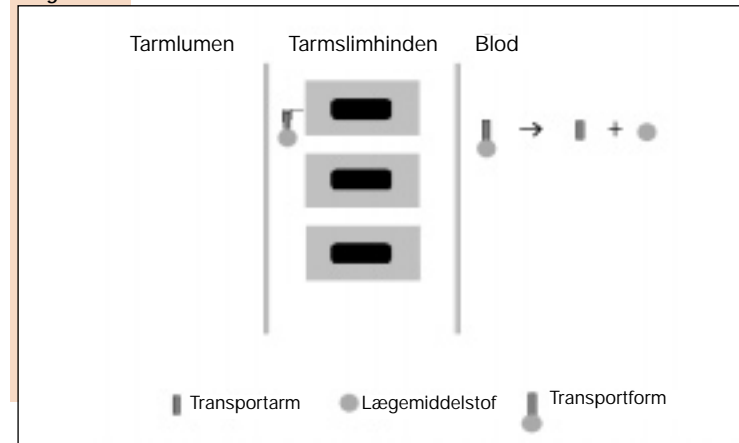 Tarmlumen Tarmslimhinden Blod
+
Transportarm Lægemiddelstof Transportform